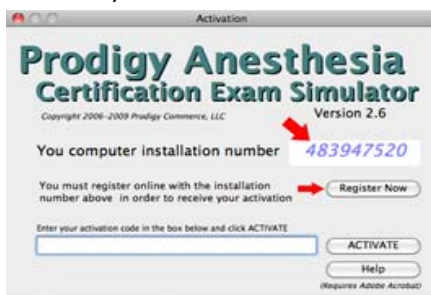 Activation
Prodigy Anesthesia
Certification Exam Simulator
Copyright 2006-2009 Prodigy Commerce, LLC
Version 2.6
You computer installation number
483947520
You must register online with the installation
number above in order to receive your activation
Register Now
Enter your activation code in the box below and click ACTIVATE
ACTIVATE
Help
(Requires Adobe Acrobat)